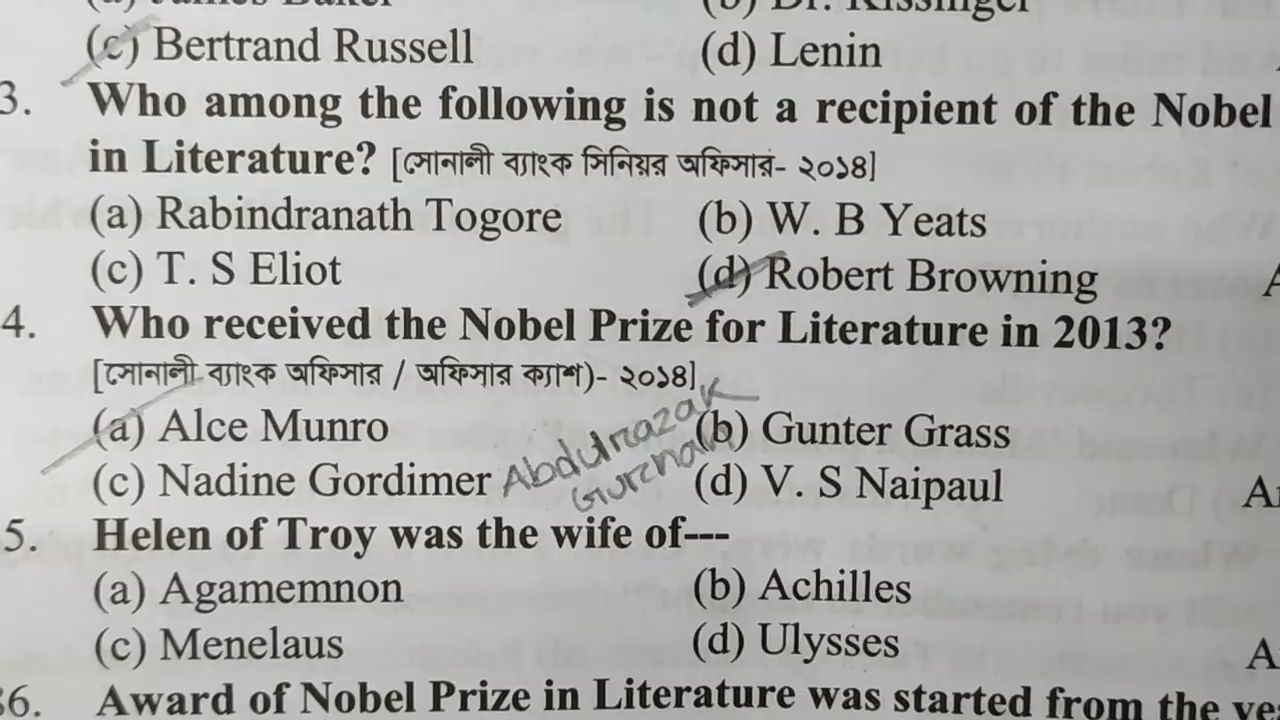 (c) Bertrand Russell (d) Lenin
3. Who among the following is not a recipient of the Nobel
in Literature? [সোনালী ব্যাংক সিনিয়র অফিসার- ২০১৪]
(a) Rabindranath Togore (b) W. B Yeats
(c) T. S Eliot (d) Robert Browning
4. Who received the Nobel Prize for Literature in 2013?
[সোনালী ব্যাংক অফিসার / অফিসার ক্যাশ)- ২০১৪]
(a) Alce Munro (b) Gunter Grass
(c) Nadine Gordimer Abdulrazak (d) V. S Naipaul
Gurnah
5. Helen of Troy was the wife of---
(a) Agamemnon (b) Achilles
(c) Menelaus (d) Ulysses
6. Award of Nobel Prize in Literature was started from the